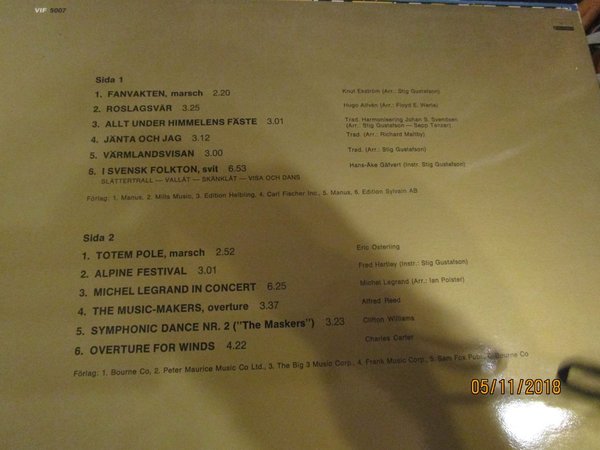 VIF 5007
Sida 1
1. FANVAKTEN, marsch 2.20 Knut Ekström (Arr.: Stig Gustafson)
2. ROSLAGSVÅR 3.25 Hugo Alfvén (Arr.: Floyd E. Werle)
3. ALLT UNDER HIMMELENS FÄSTE 3.01 Trad. Harmonisering Johan S. Svendsen
(Arr.: Stig Gustafson — Sepp Tanzer)
4. JÄNTA OCH JAG 3.12 Trad. (Arr.: Richard Maltby)
5. VÄRMLANDSVISAN 3.00 Trad. (Arr.: Stig Gustafson)
6. I SVENSK FOLKTON, svit 6.53 Hans-Åke Gäfvert (Instr. Stig Gustafson)
SLÄTTERTRALL — VALLÅT — SKÄNKLÅT — VISA OCH DANS
Förlag: 1. Manus, 2. Mills Music, 3. Edition Helbling, 4. Carl Fischer Inc., 5. Manus, 6. Edition Sylvain AB
Sida 2
1. TOTEM POLE, marsch 2.52 Eric Osterling
2. ALPINE FESTIVAL 3.01 Fred Hartley (Instr.: Stig Gustafson)
3. MICHEL LEGRAND IN CONCERT 6.25 Michel Legrand (Arr.: Ian Polster)
4. THE MUSIC-MAKERS, overture 3.37 Alfred Reed
5. SYMPHONIC DANCE NR. 2 ("The Maskers") 3.23 Clifton Williams
6. OVERTURE FOR WINDS 4.22 Charles Carter
Förlag: 1. Bourne Co, 2. Peter Maurice Music Co Ltd., 3. The Big 3 Music Corp., 4. Frank Music Corp., 5. Sam Fox Publ., 6. Bourne Co
05/11/2018